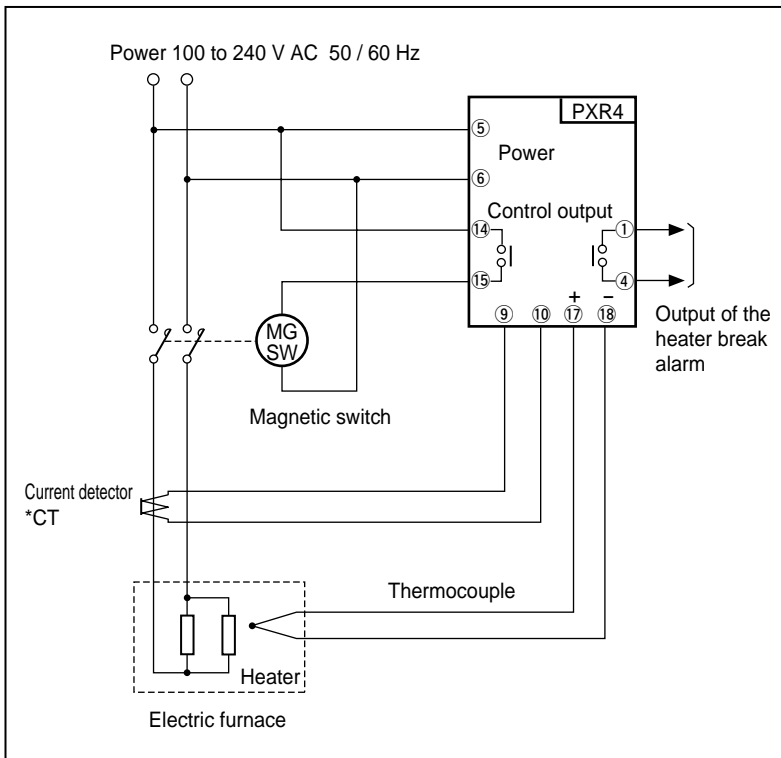 Power 100 to 240 V AC 50 / 60 Hz
PXR4
⑤
Power
⑥
Control output
⑭
①
⑮
④
+
−
⑨
⑩
⑰
⑱
Output of the
heater break
alarm
MG
SW
Magnetic switch
Current detector
*CT
Thermocouple
Heater
Electric furnace